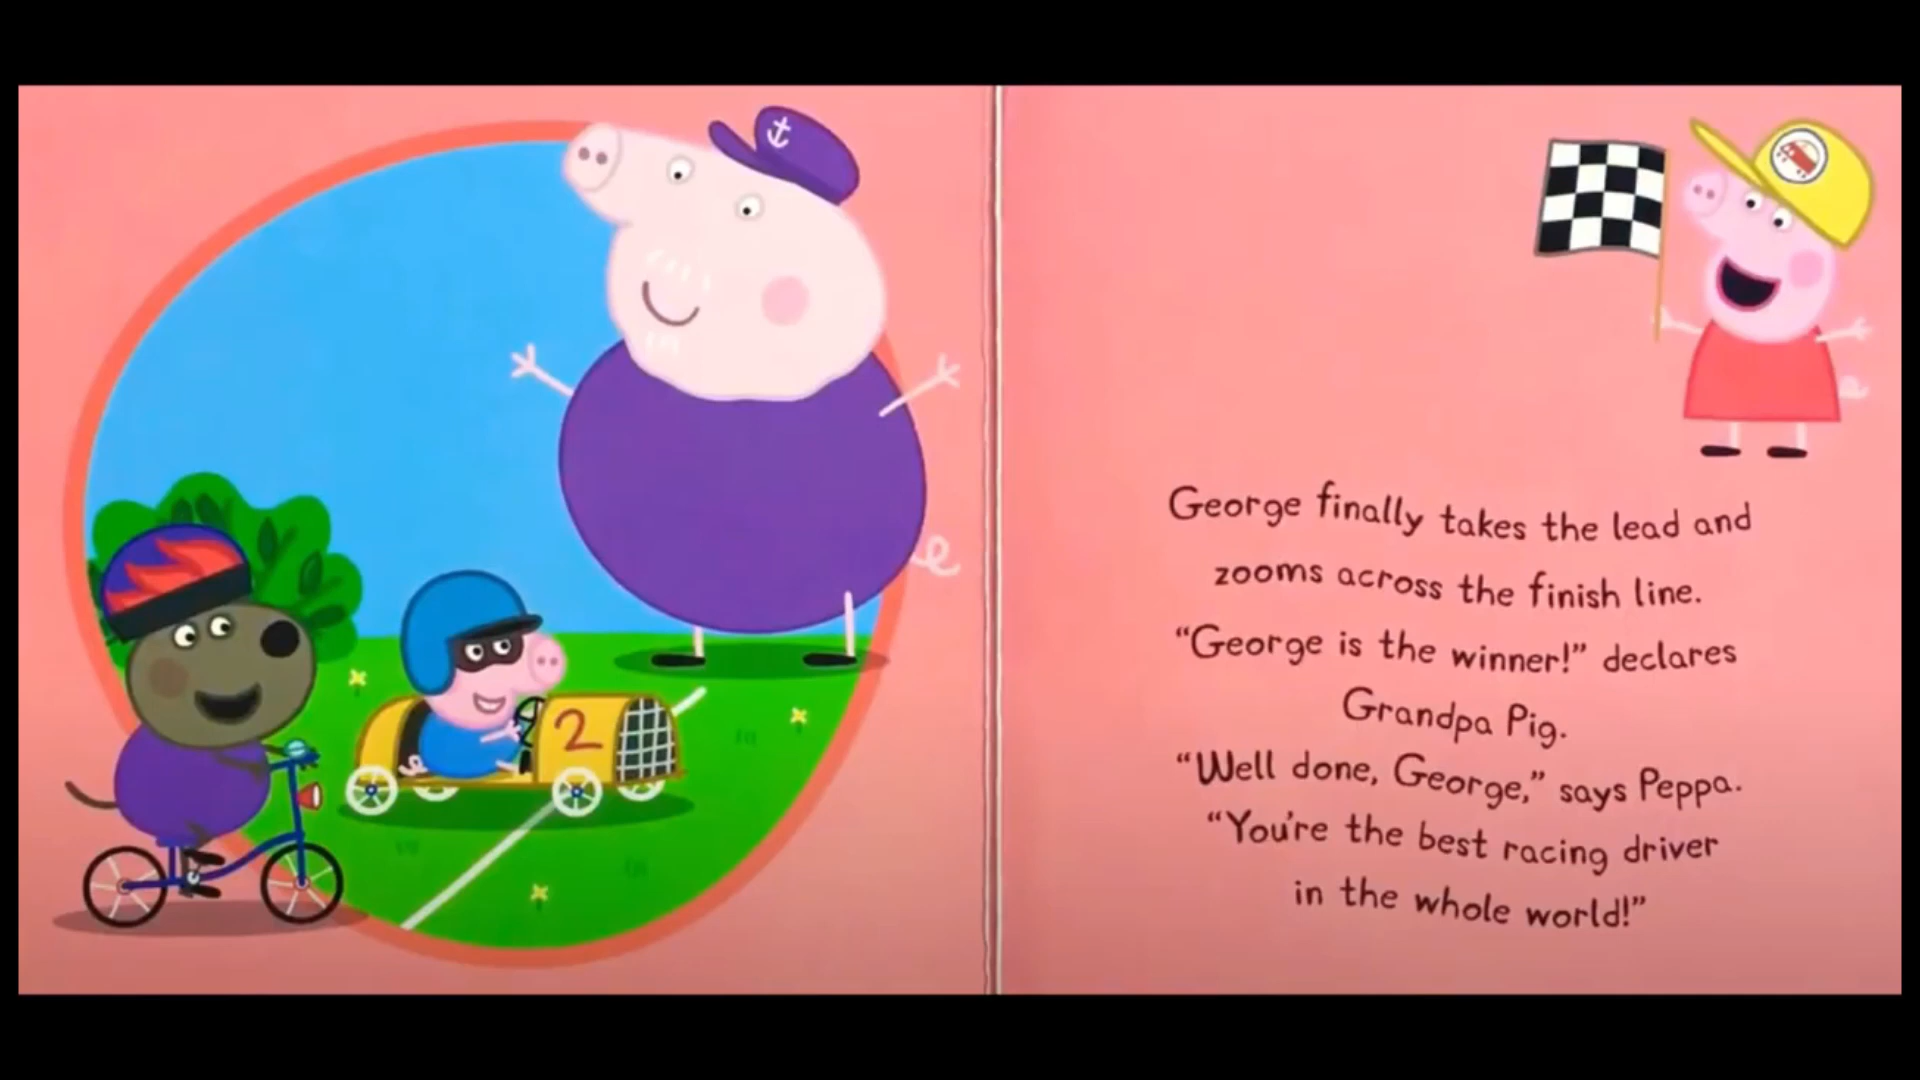 2
George finally takes the lead and
zooms across the finish line.
“George is the winner!” declares
Grandpa Pig.
“Well done, George,” says Peppa.
“You're the best racing driver
in the whole world!”